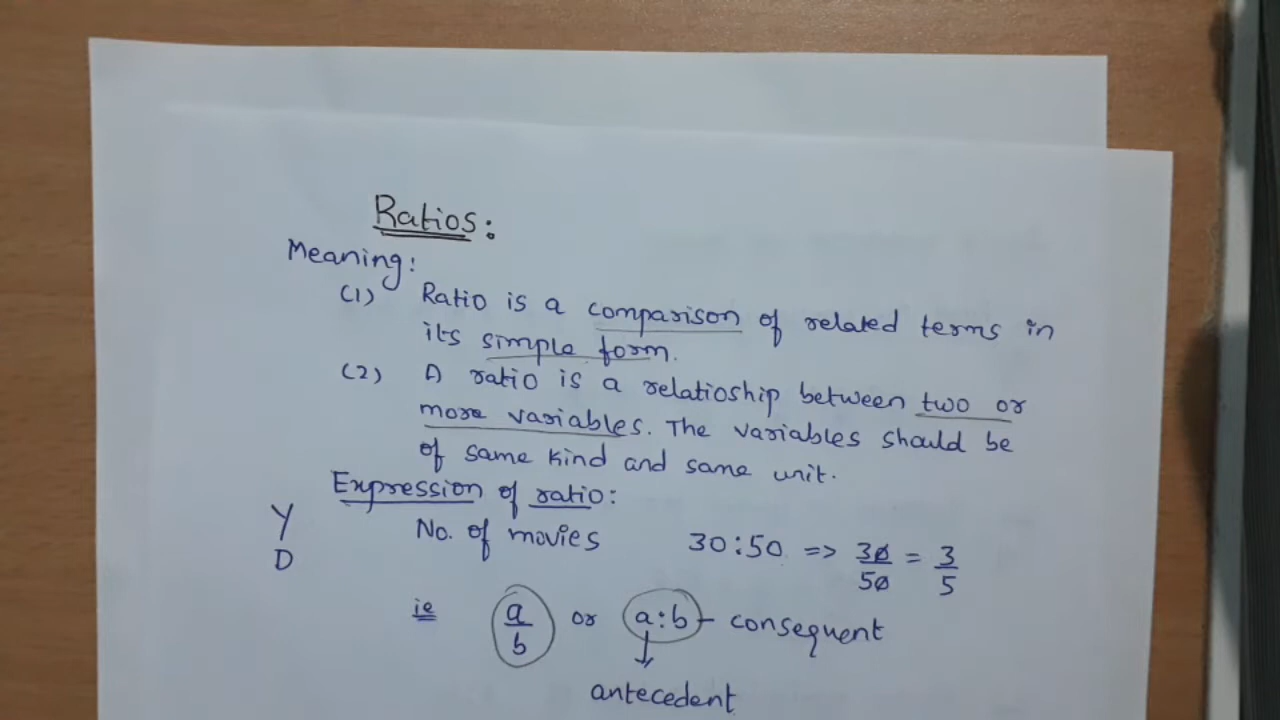 Ratios:
Meaning:
(1) Ratio is a comparison of related terms in
its simple form.
(2) A ratio is a relatioship between two or
more variables. The variables should be
of same kind and same unit.
Expression of ratio:
Y
No. of movies 30:50 => 30/50 = 3/5
D
ie a/b or a:b - consequent
antecedent